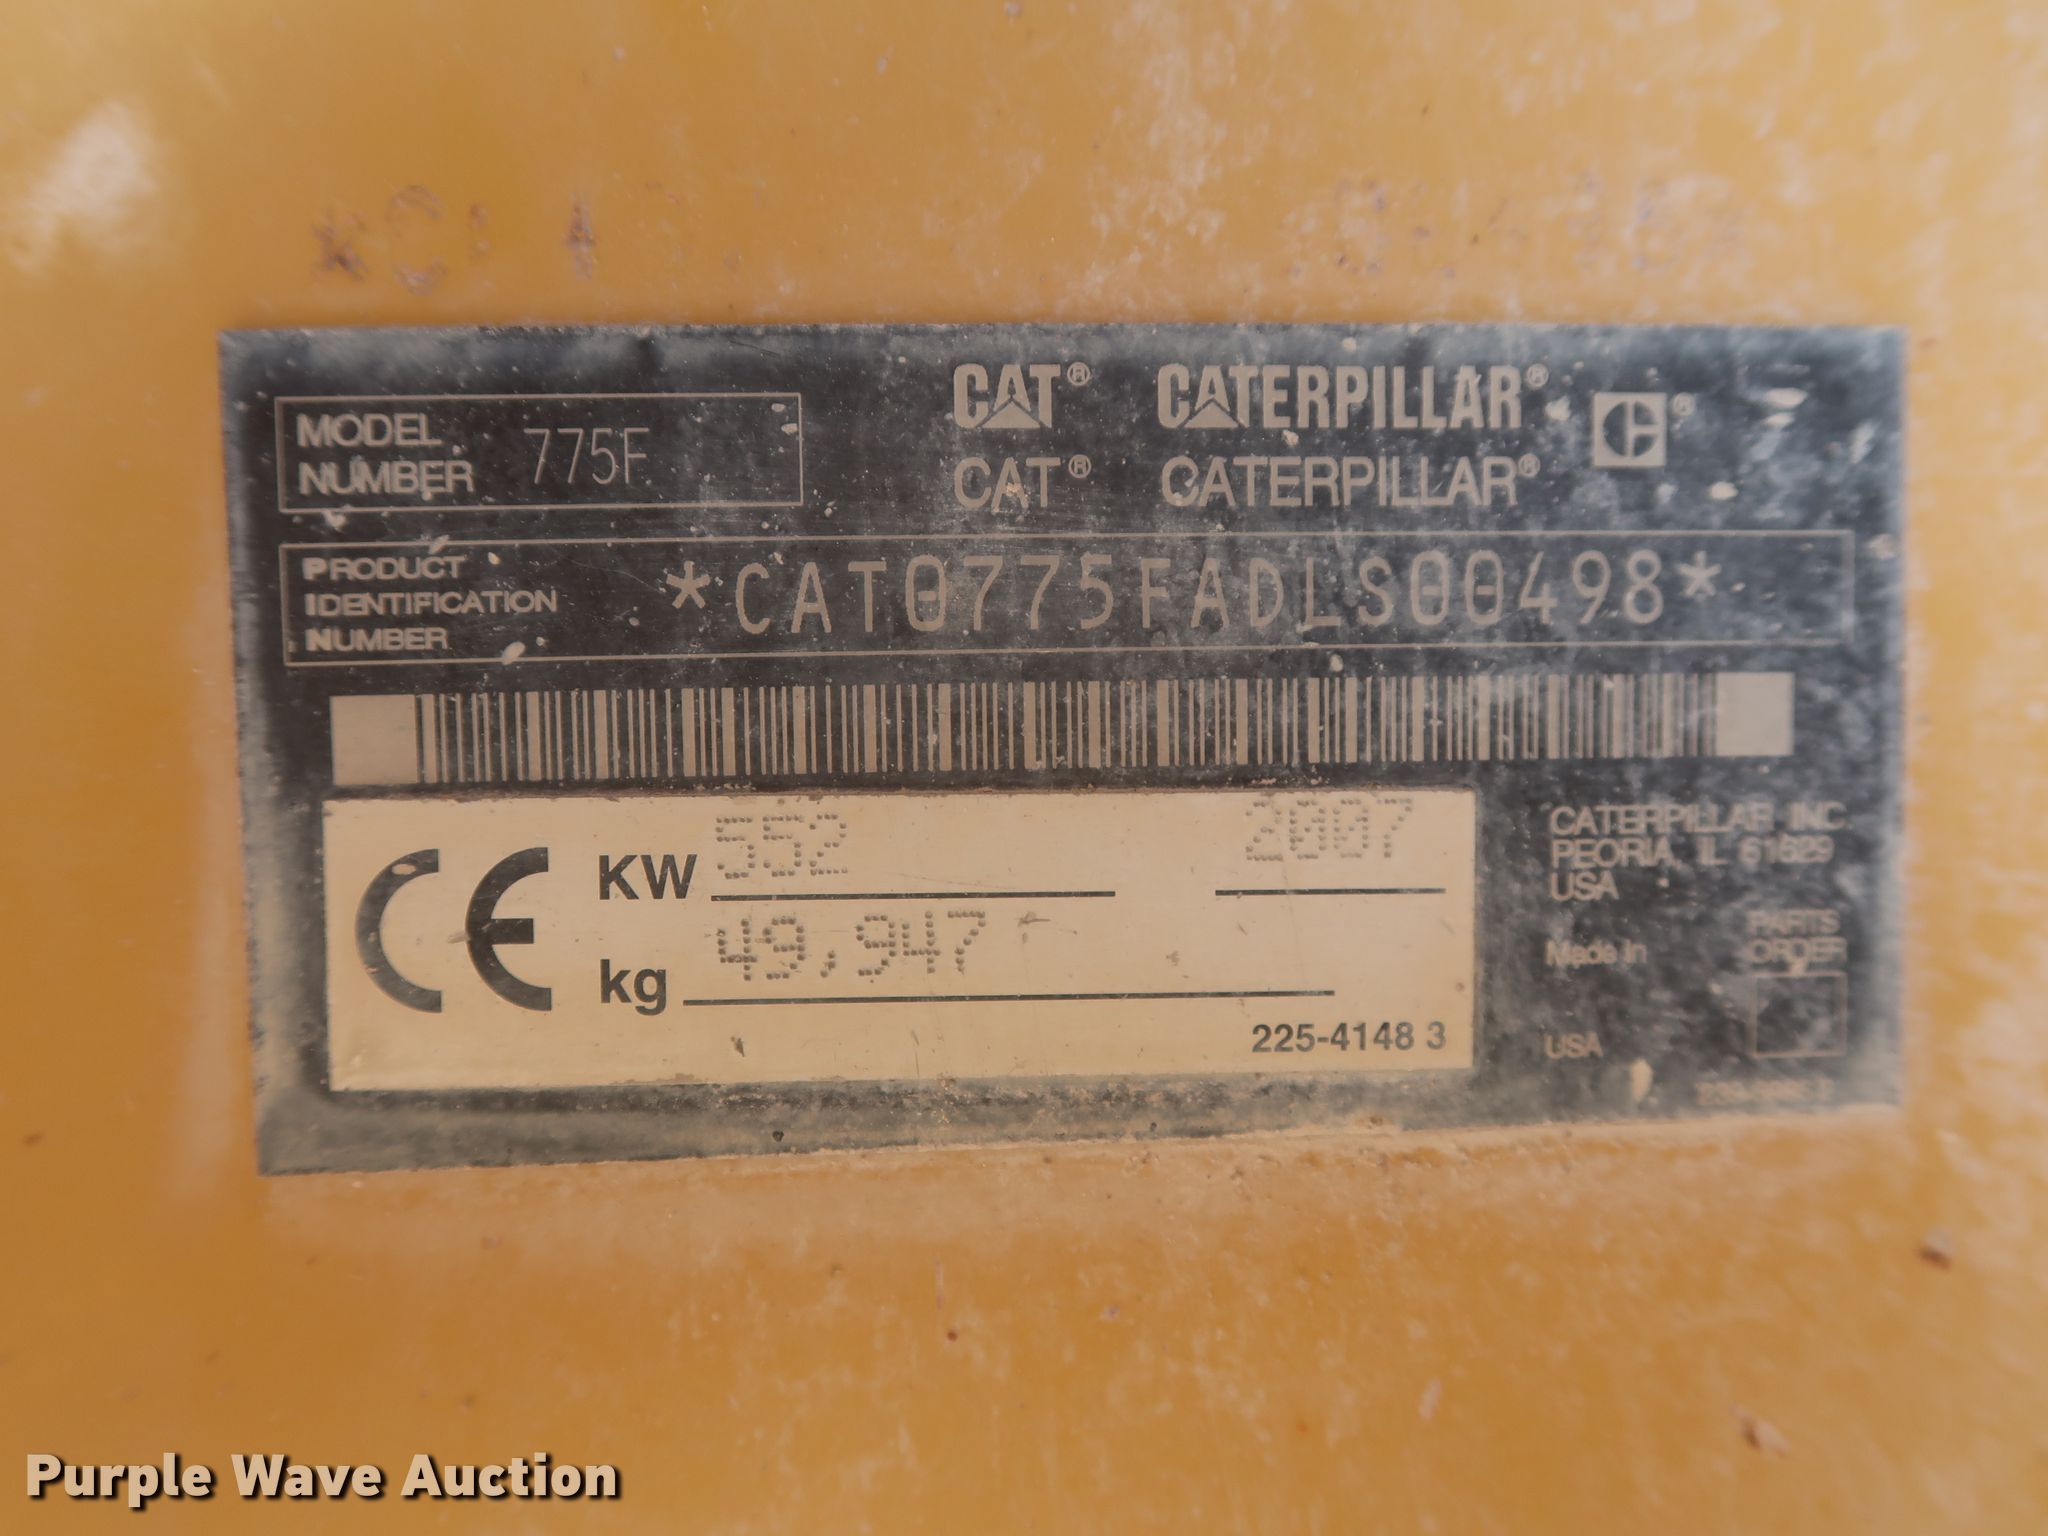 CAT® CATERPILLAR®
MODEL NUMBER 775F
CAT® CATERPILLAR®
PRODUCT
IDENTIFICATION
NUMBER
*CAT0775FADLS00498*
CE
KW 552 2007
kg 49,947
225-4148 3
CATERPILLAR INC.
PEORIA, IL 61629
USA
Made In
USA
PARTS
ORDER
Purple Wave Auction